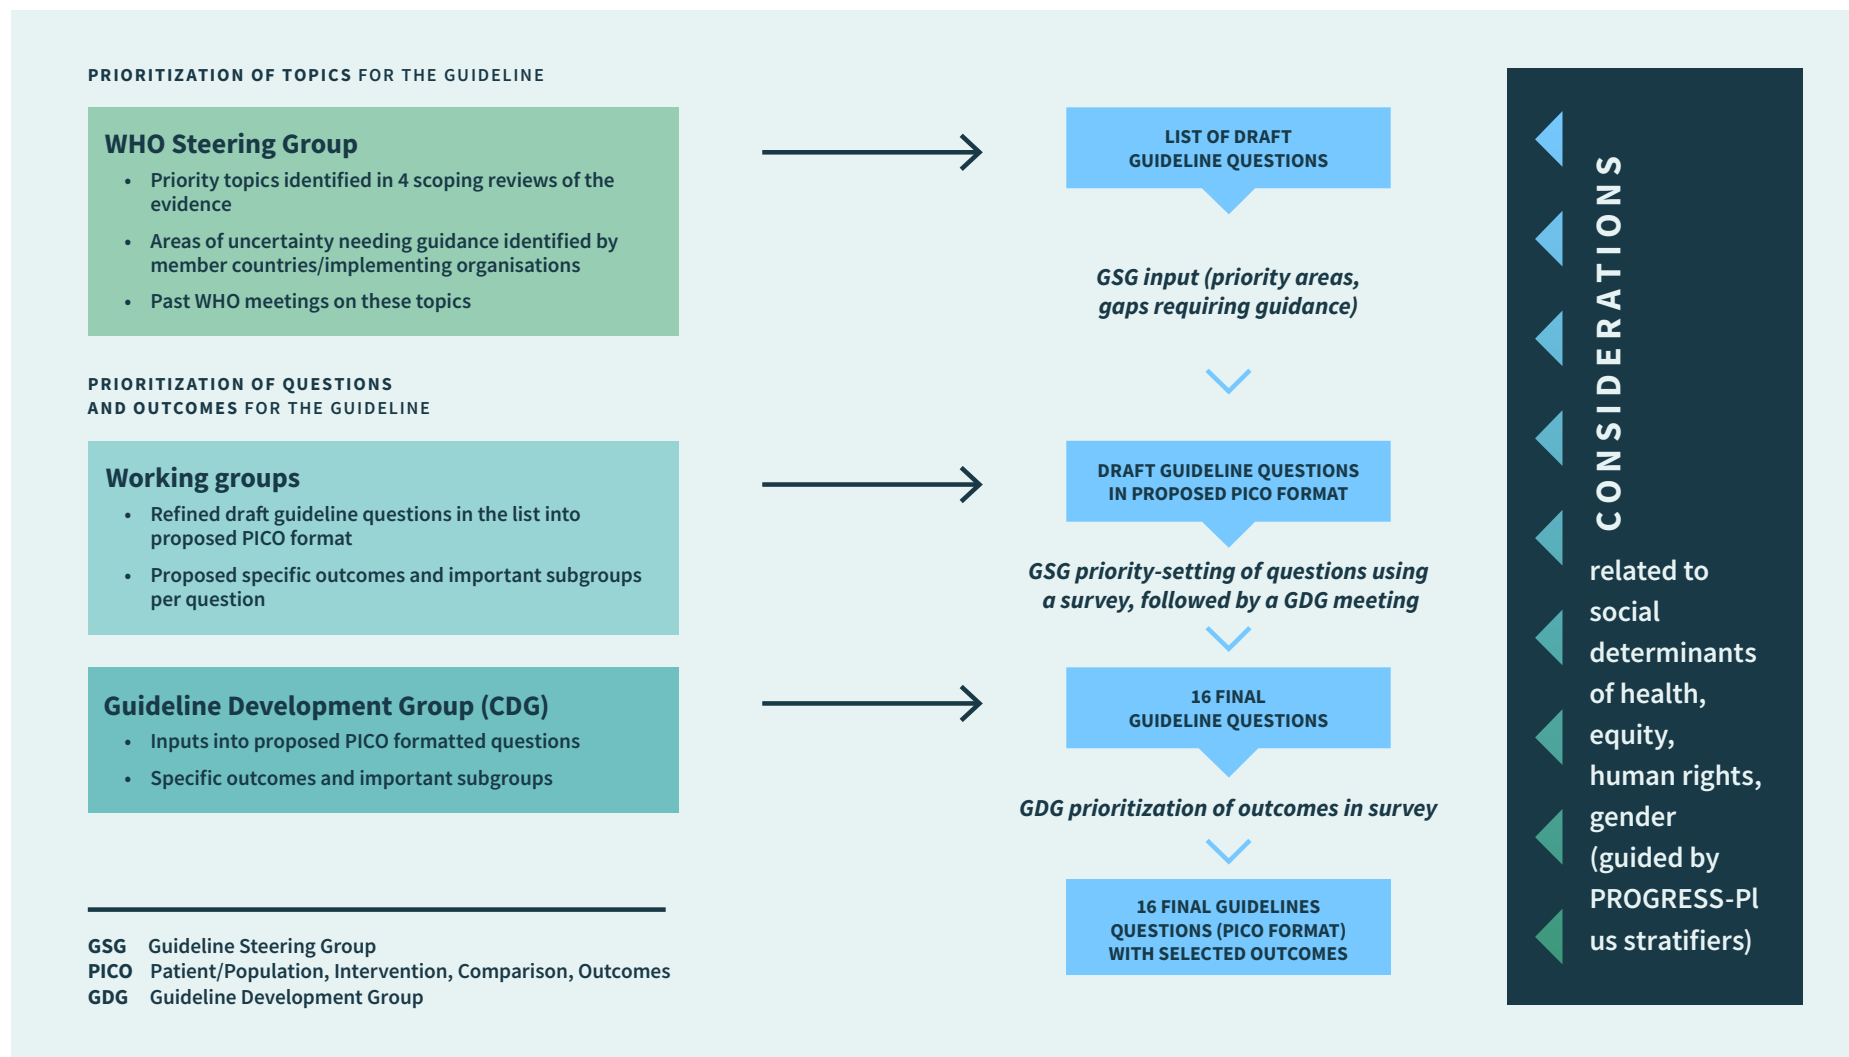 PRIORITIZATION OF TOPICS FOR THE GUIDELINE
WHO Steering Group
• Priority topics identified in 4 scoping reviews of the
evidence
• Areas of uncertainty needing guidance identified by
member countries/implementing organisations
• Past WHO meetings on these topics
PRIORITIZATION OF QUESTIONS
AND OUTCOMES FOR THE GUIDELINE
Working groups
• Refined draft guideline questions in the list into
proposed PICO format
• Proposed specific outcomes and important subgroups
per question
Guideline Development Group (CDG)
• Inputs into proposed PICO formatted questions
• Specific outcomes and important subgroups
GSG Guideline Steering Group
PICO Patient/Population, Intervention, Comparison, Outcomes
GDG Guideline Development Group
LIST OF DRAFT
GUIDELINE QUESTIONS
GSG input (priority areas,
gaps requiring guidance)
DRAFT GUIDELINE QUESTIONS
IN PROPOSED PICO FORMAT
GSG priority-setting of questions using
a survey, followed by a GDG meeting
16 FINAL
GUIDELINE QUESTIONS
GDG prioritization of outcomes in survey
16 FINAL GUIDELINES
QUESTIONS (PICO FORMAT)
WITH SELECTED OUTCOMES
CONSIDERATIONS
related to
social
determinants
of health,
equity,
human rights,
gender
(guided by
PROGRESS-Pl
us stratifiers)